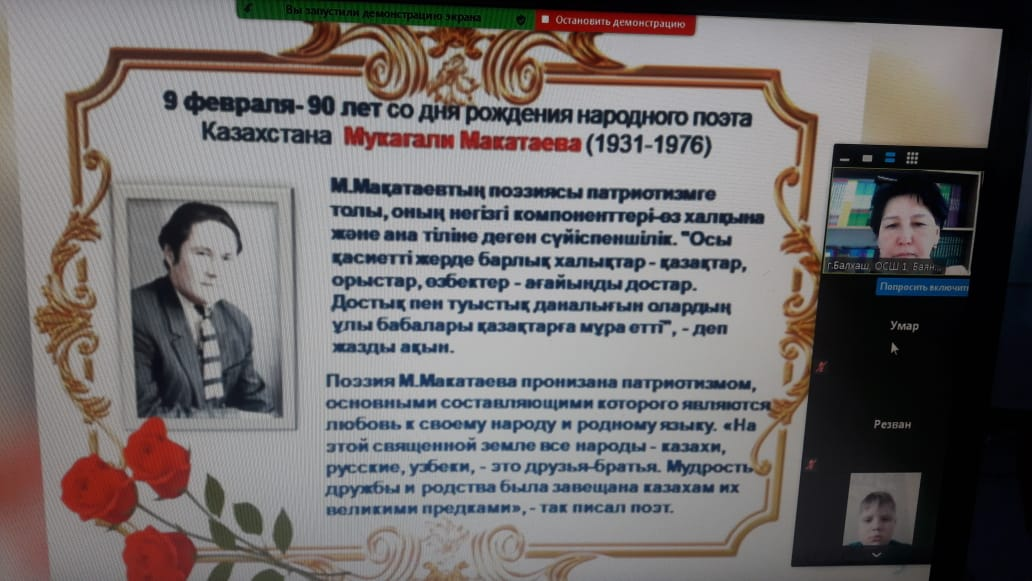 Вы запустили демонстрацию экрана
Остановить демонстрацию
9 февраля- 90 лет со дня рождения народного поэта
Казахстана Мукагали Макатаева (1931-1976)
М.Мақатаевтың поэзиясы патриотизмге
толы, оның негізгі компоненттері-өз халқына
және ана тіліне деген сүйіспеншілік. "Осы
қасиетті жерде барлық халықтар - қазақтар,
орыстар, өзбектер - ағайынды достар.
Достық пен туыстық даналығын олардың
ұлы бабалары қазақтарға мұра етті", - деп
жазды ақын.
Поэзия М.Макатаева пронизана патриотизмом,
основными составляющими которого являются
любовь к своему народу и родному языку. «На
этой священной земле все народы - казахи,
русские, узбеки, - это друзья-братья. Мудрость
дружбы и родства была завещана казахам их
великими предками», - так писал поэт.
г.Балхаш, ОСШ 1, Баян...
Попросить включить
Умар
Резван